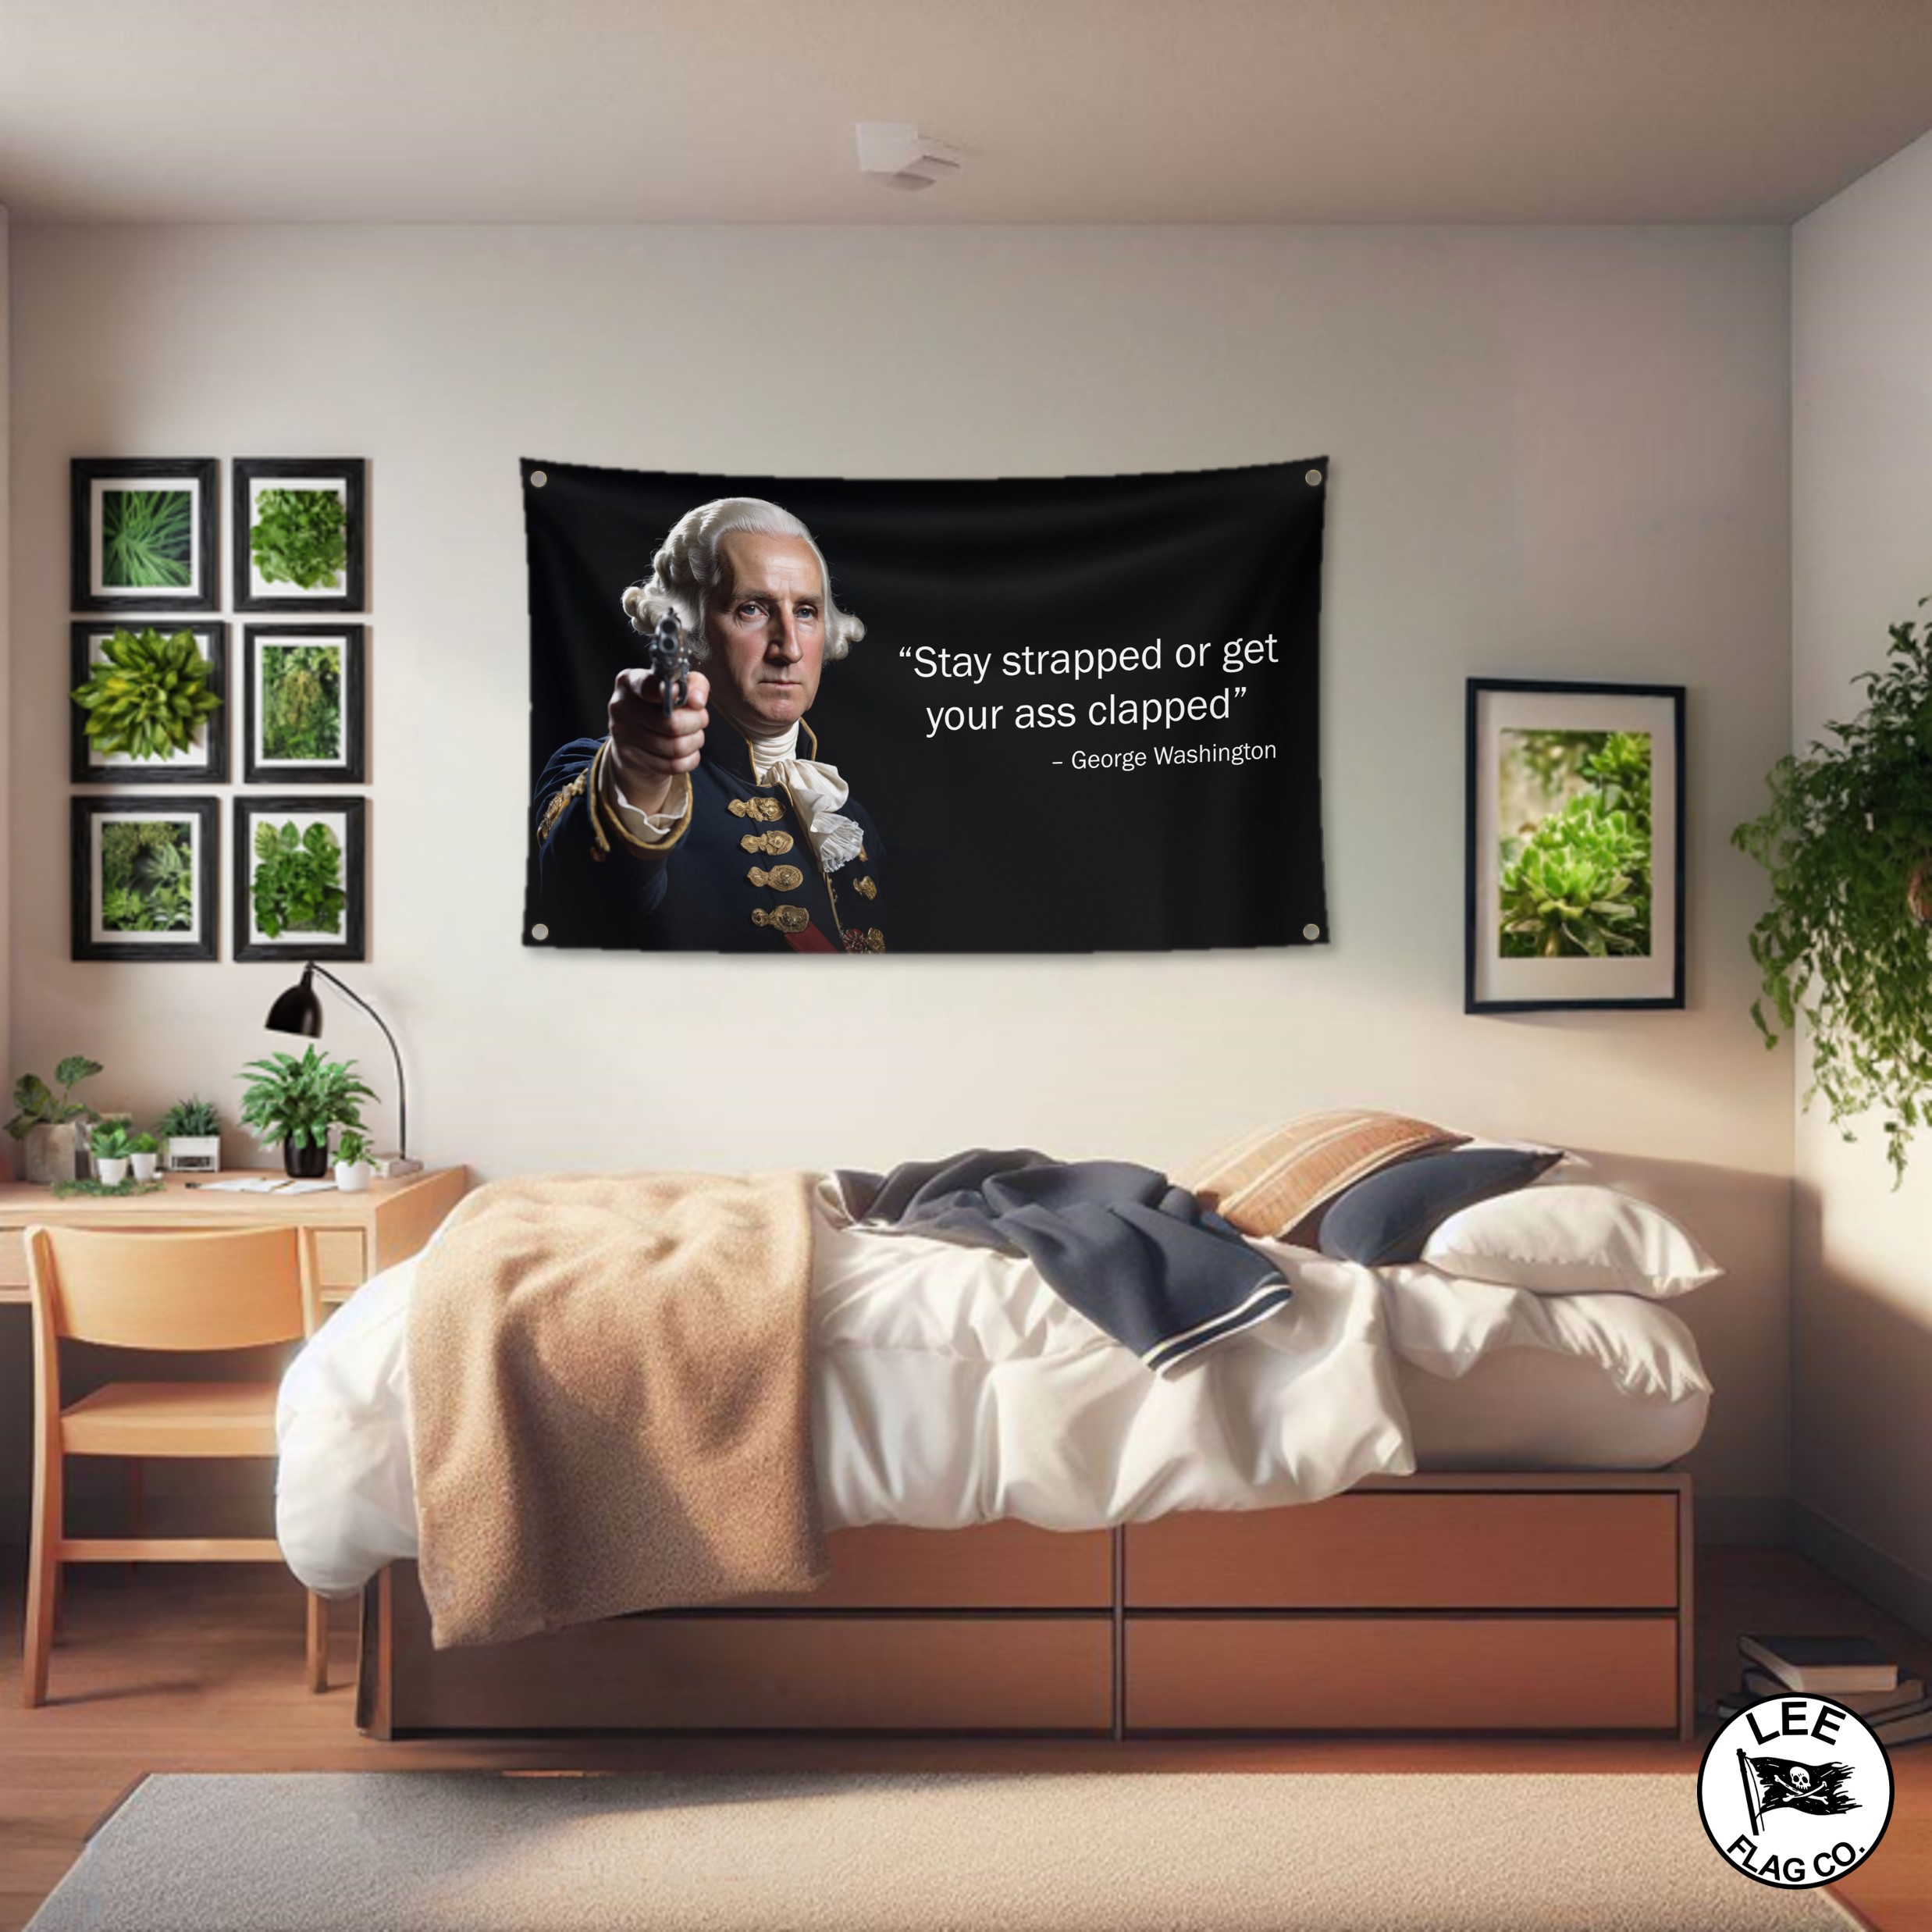 “Stay strapped or get
your ass clapped”
– George Washington
LEE
FLAG CO.